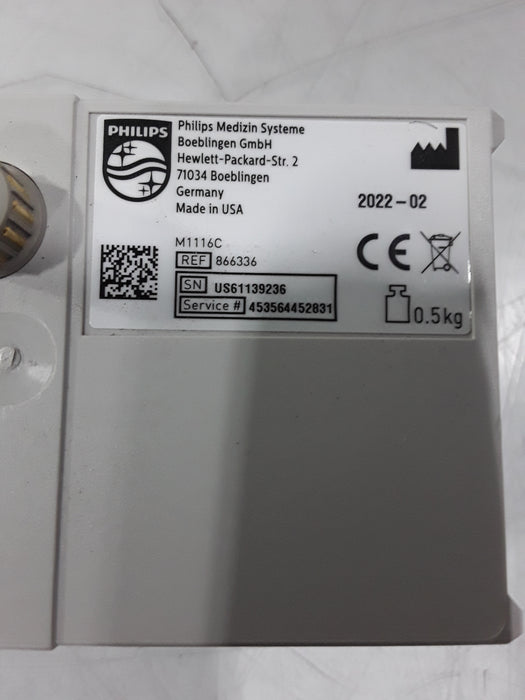 PHILIPS
Philips Medizin Systeme
Boeblingen GmbH
Hewlett-Packard-Str. 2
71034 Boeblingen
Germany
Made in USA
2022-02
M1116C
REF 866336
SN US61139236
Service # 453564452831
CE
0.5kg